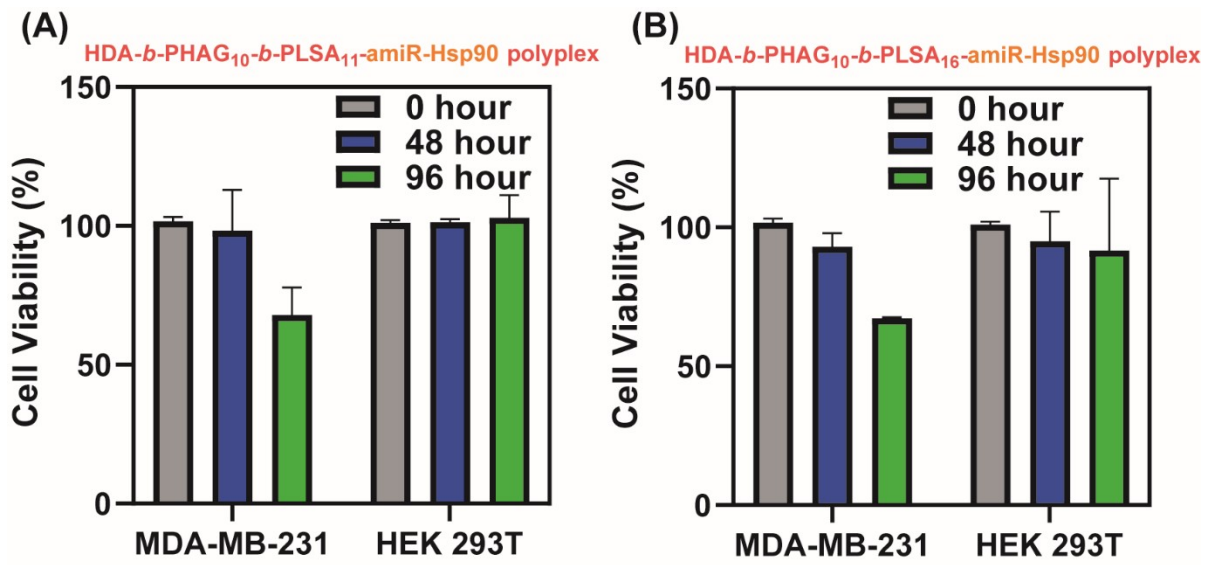 (A)
HDA-b-PHAG₁₀-b-PLSA₁₁-amiR-Hsp90 polyplex
150
100
50
0
Cell Viability (%)
0 hour
48 hour
96 hour
MDA-MB-231
HEK 293T
(B)
HDA-b-PHAG₁₀-b-PLSA₁₆-amiR-Hsp90 polyplex
150
100
50
0
Cell Viability (%)
0 hour
48 hour
96 hour
MDA-MB-231
HEK 293T